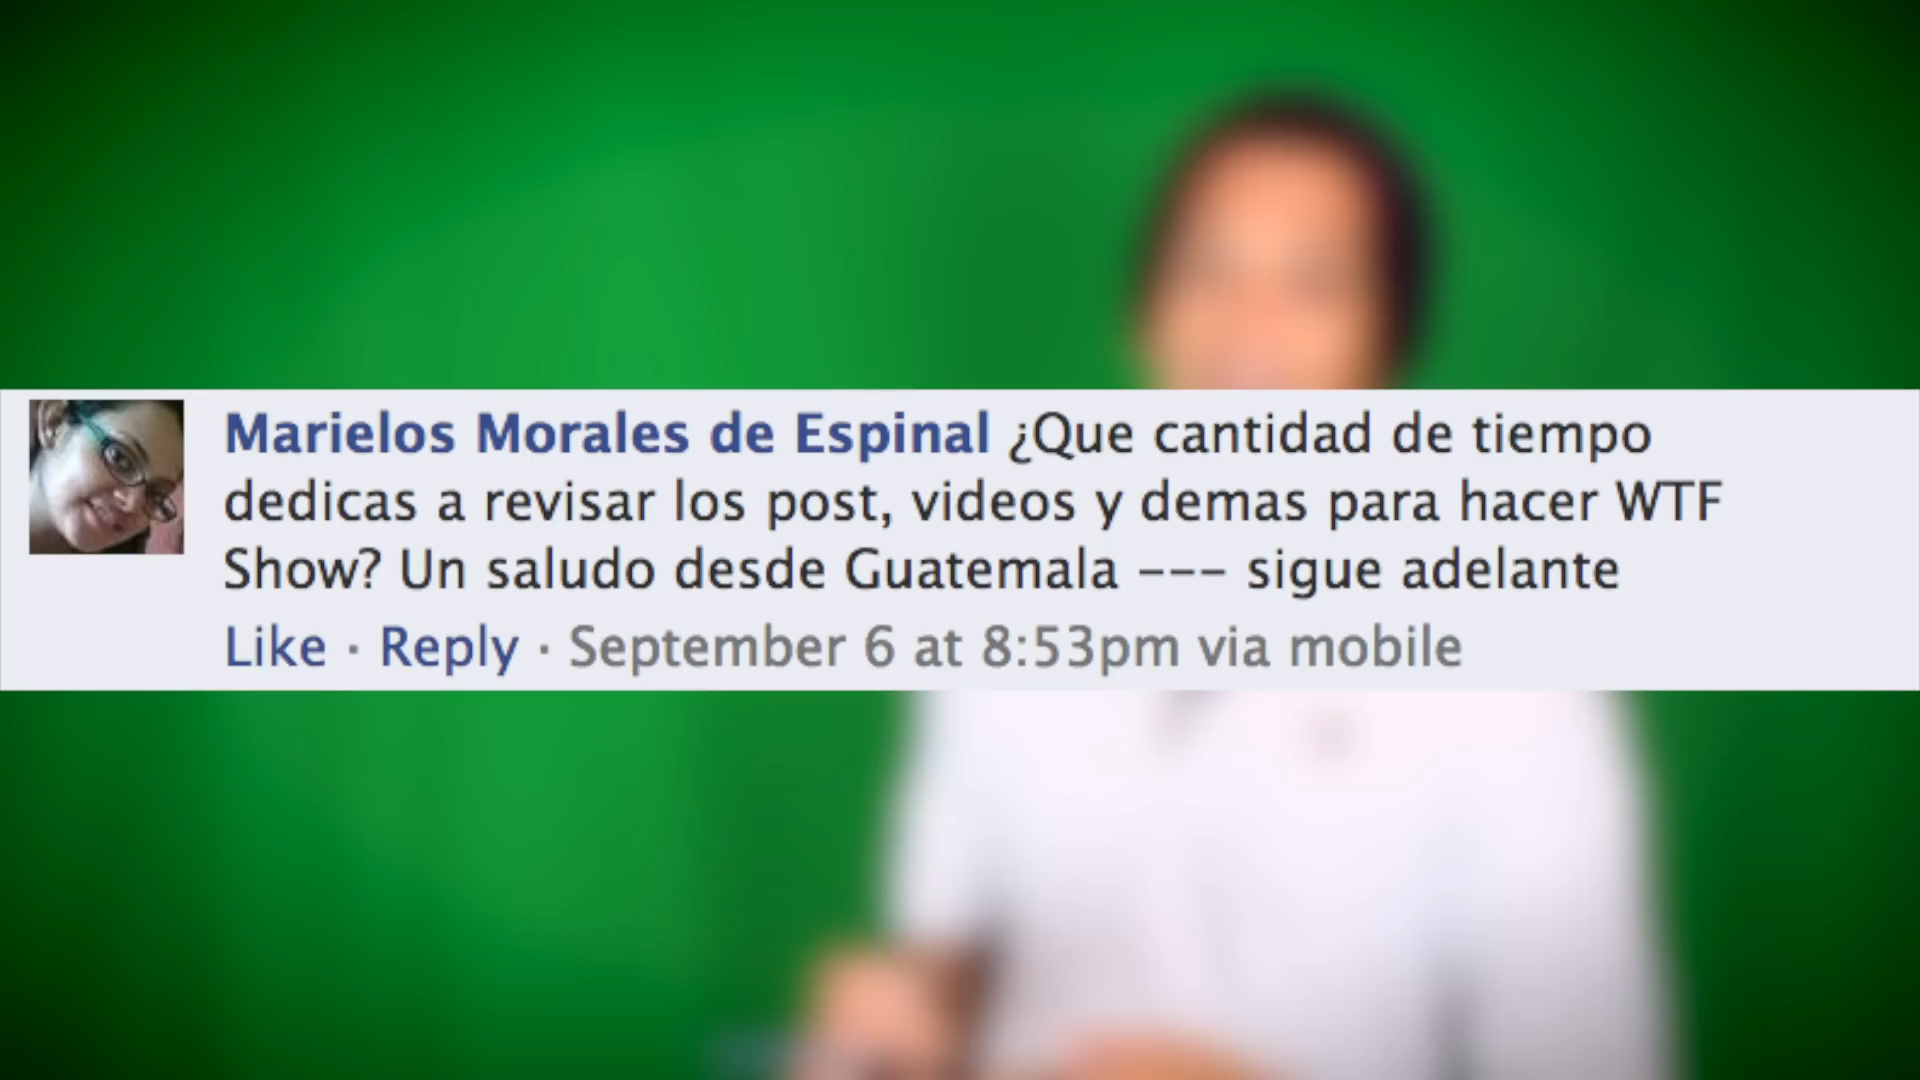 Marielos Morales de Espinal ¿Que cantidad de tiempo
dedicas a revisar los post, videos y demas para hacer WTF
Show? Un saludo desde Guatemala --- sigue adelante
Like · Reply · September 6 at 8:53pm via mobile